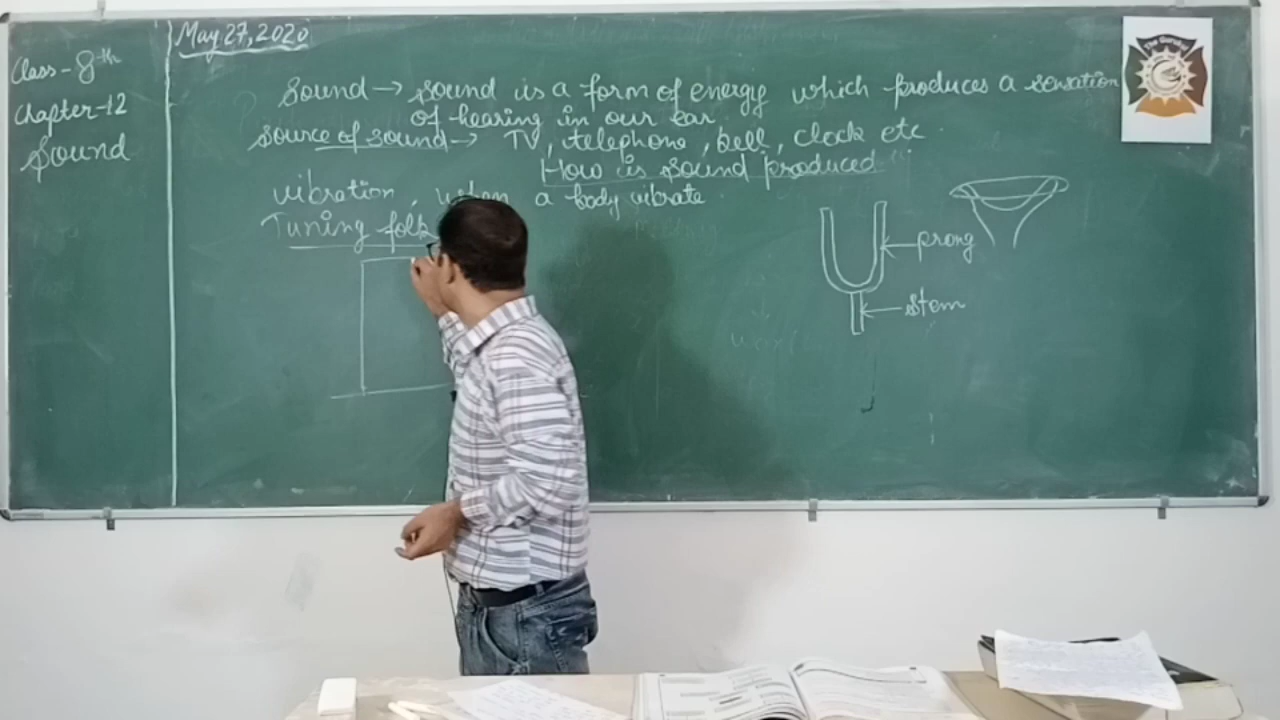 May 27, 2020
Class - 8th
Chapter-12
Sound
Sound → sound is a form of energy which produces a sensation
of hearing in our ear.
Source of sound → TV, telephone, bell, clock etc.
How is sound produced
vibration, when a body vibrate.
Tuning folk
prong
stem